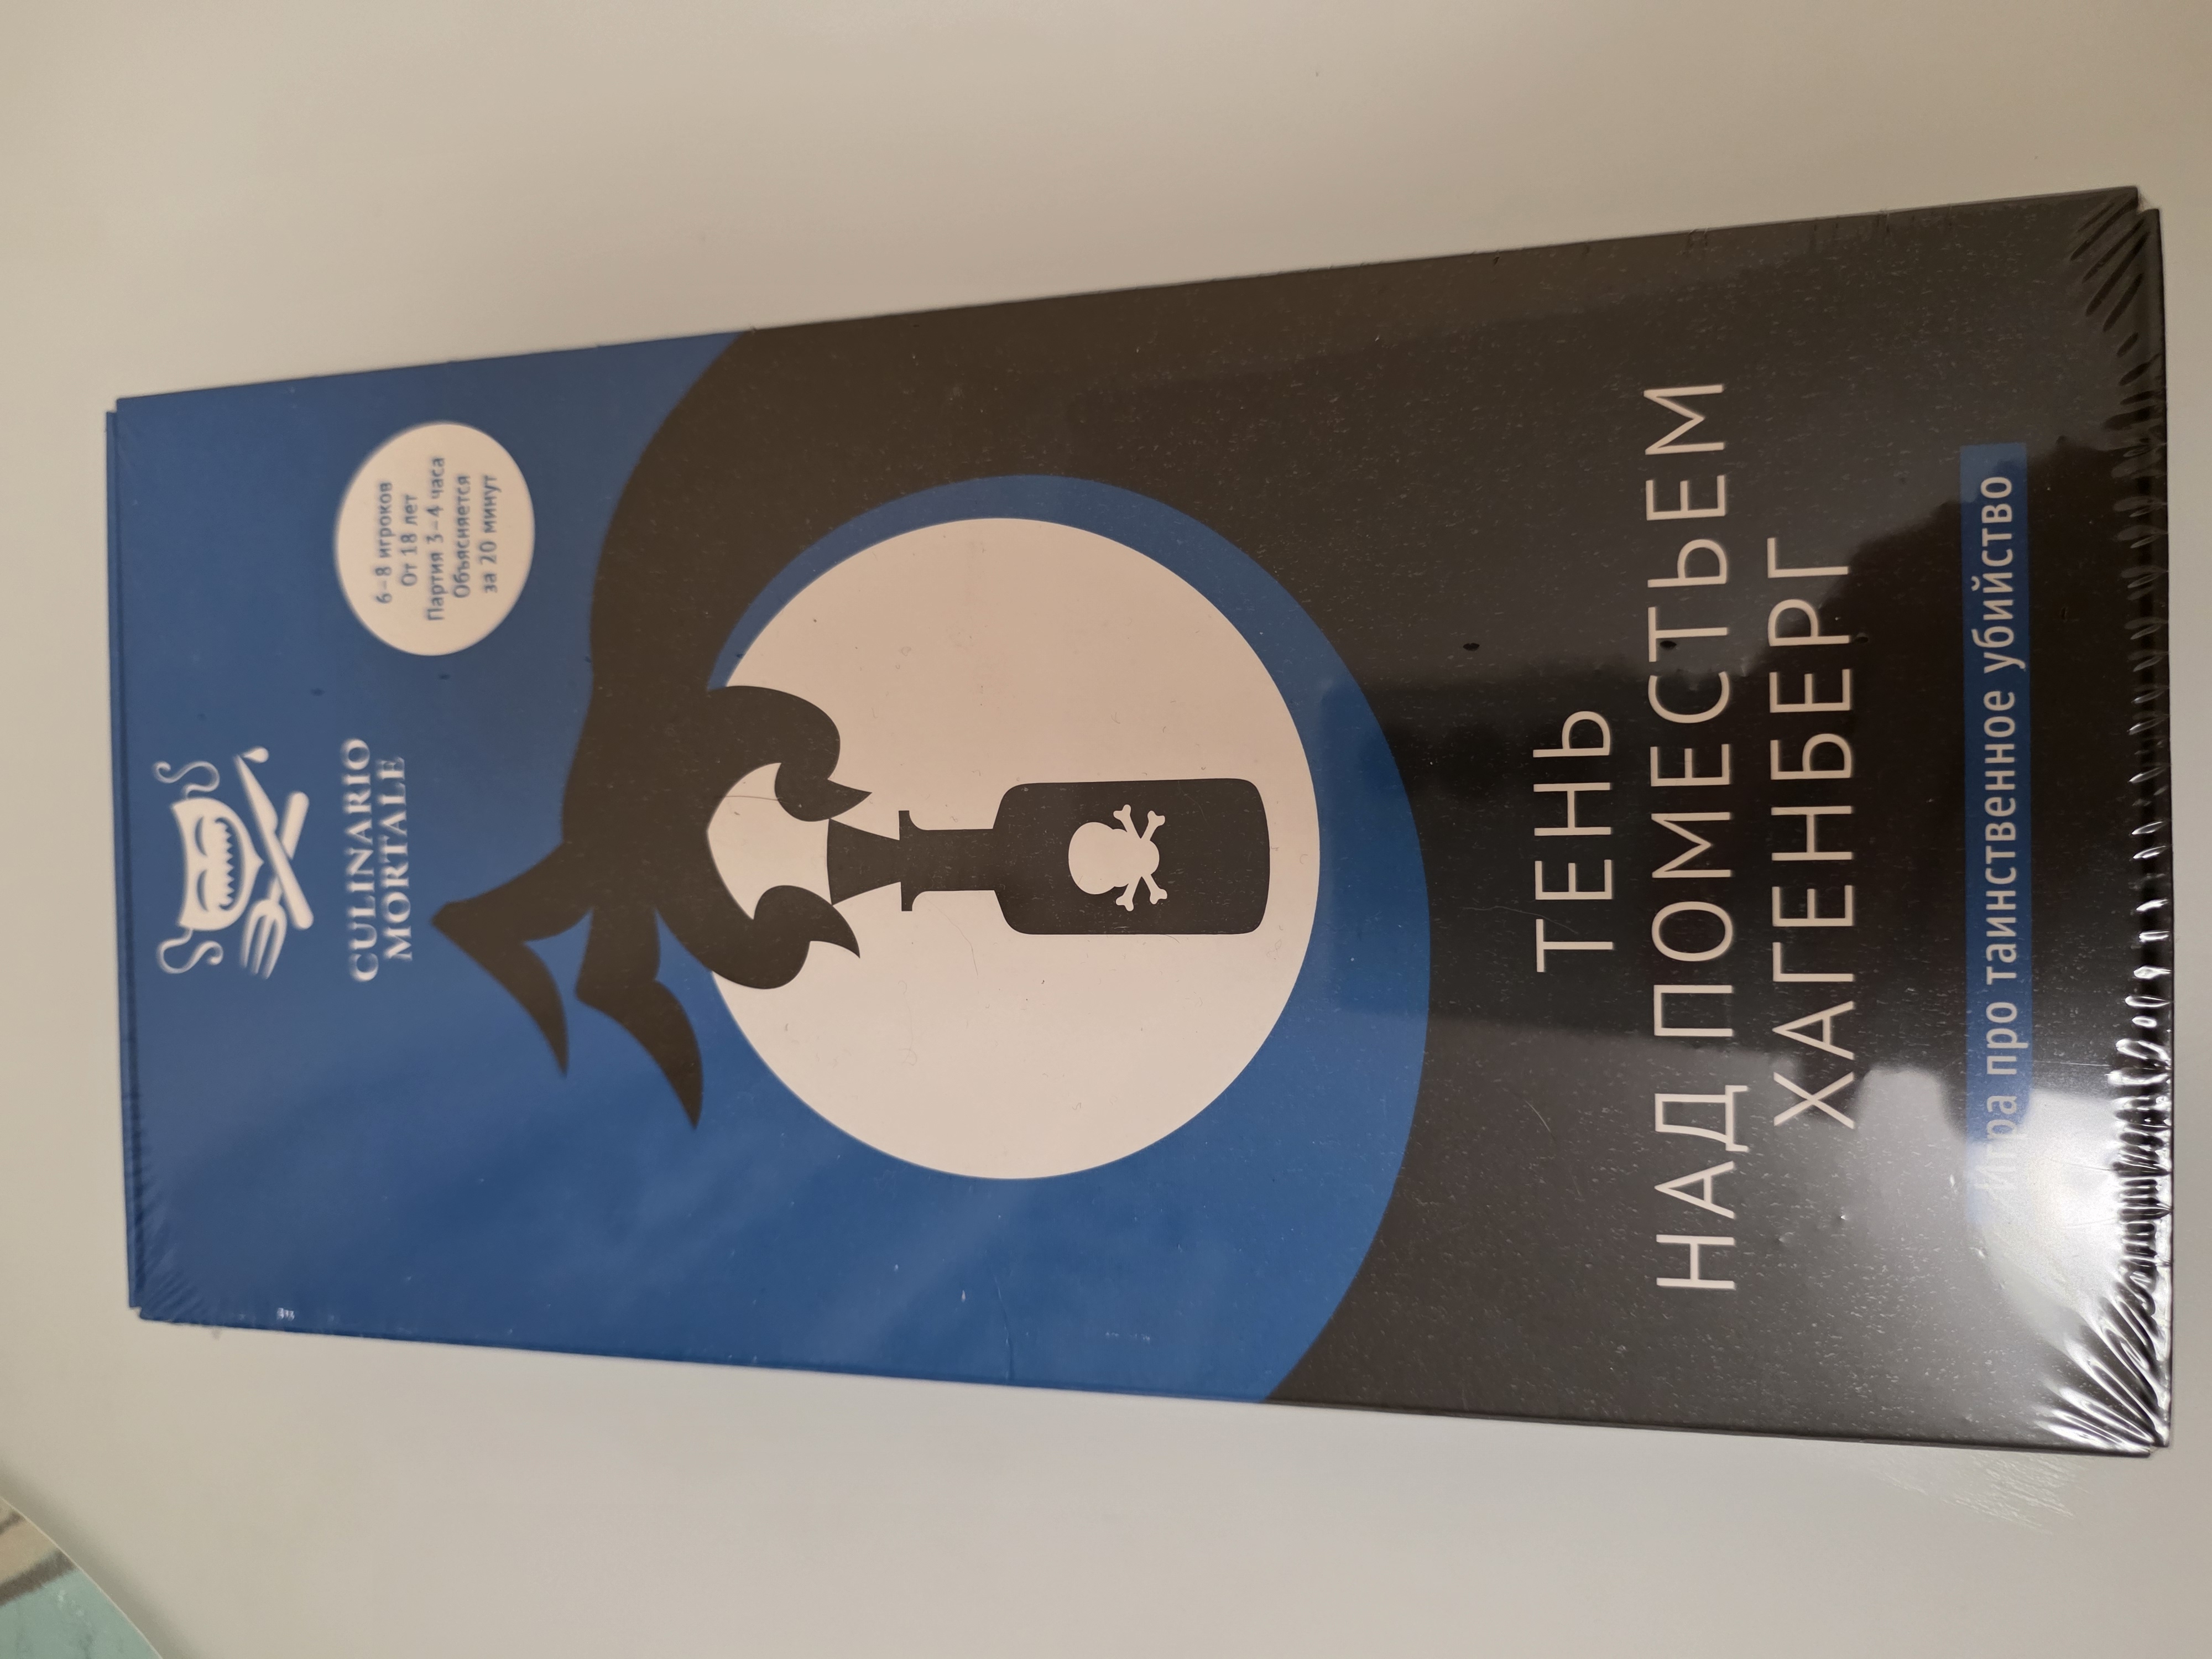 CULINARIO
MORTALE
6–8 игроков
От 18 лет
Партия 3–4 часа
Объясняется
за 20 минут
ТЕНЬ
НАД ПОМЕСТЬЕМ
ХАГЕНБЕРГ
Игра про таинственное убийство